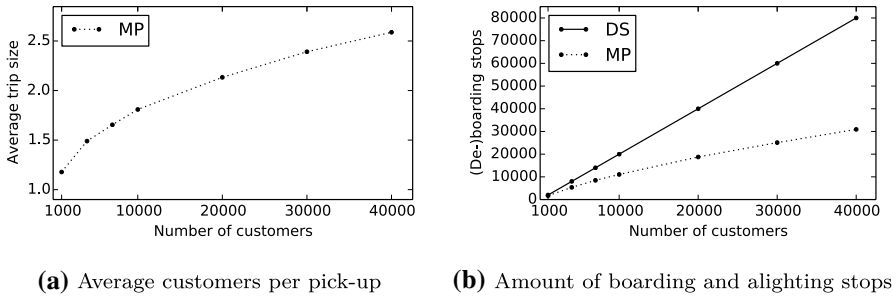 MP
2.5
2.0
1.5
1.0
Average trip size
1000 10000 20000 30000 40000
Number of customers
(a) Average customers per pick-up
DS
MP
80000
70000
60000
50000
40000
30000
20000
10000
0
(De-)boarding stops
1000 10000 20000 30000 40000
Number of customers
(b) Amount of boarding and alighting stops